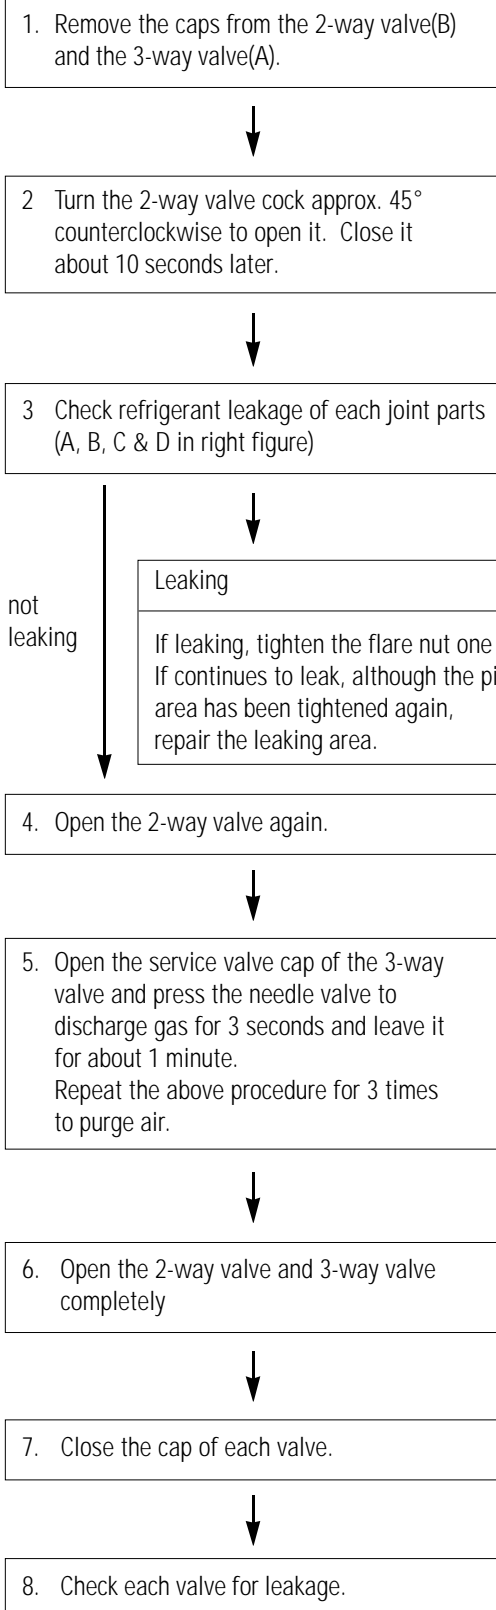 1. Remove the caps from the 2-way valve(B)
and the 3-way valve(A).
2 Turn the 2-way valve cock approx. 45°
counterclockwise to open it. Close it
about 10 seconds later.
3 Check refrigerant leakage of each joint parts
(A, B, C & D in right figure)
not
leaking
Leaking
If leaking, tighten the flare nut one
If continues to leak, although the
area has been tightened again,
repair the leaking area.
4. Open the 2-way valve again.
5. Open the service valve cap of the 3-way
valve and press the needle valve to
discharge gas for 3 seconds and leave it
for about 1 minute.
Repeat the above procedure for 3 times
to purge air.
6. Open the 2-way valve and 3-way valve
completely
7. Close the cap of each valve.
8. Check each valve for leakage.